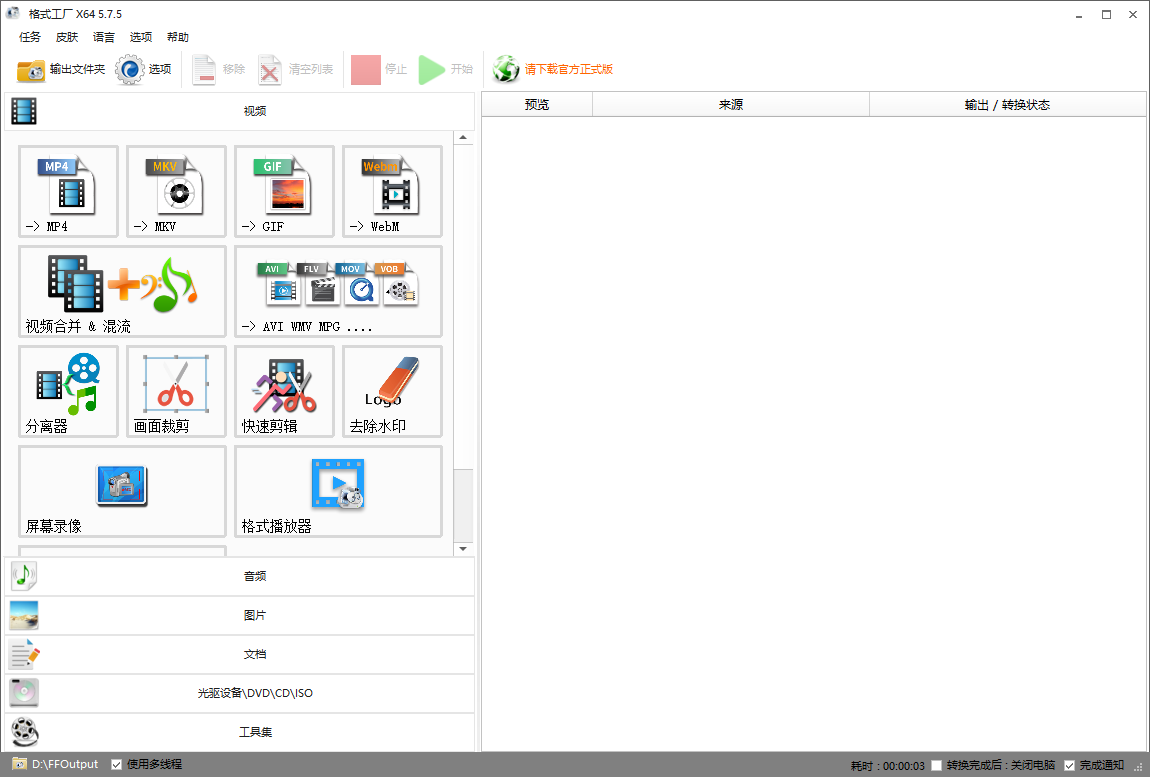 格式工厂 X64 5.7.5
任务 皮肤 语言 选项 帮助
输出文件夹 选项 移除 清空列表 停止 开始 请下载官方正式版
视频
预览 来源 输出 / 转换状态
MP4 MKV GIF Webm
-> MP4 -> MKV -> GIF -> WebM
AVI FLV MOV VOB
视频合并 & 混流 -> AVI WMV MPG ....
Logo
分离器 画面裁剪 快速剪辑 去除水印
屏幕录像 格式播放器
音频
图片
文档
光驱设备\DVD\CD\ISO
工具集
D:\FFOutput 使用多线程 耗时 : 00:00:03 转换完成后 : 关闭电脑 完成通知